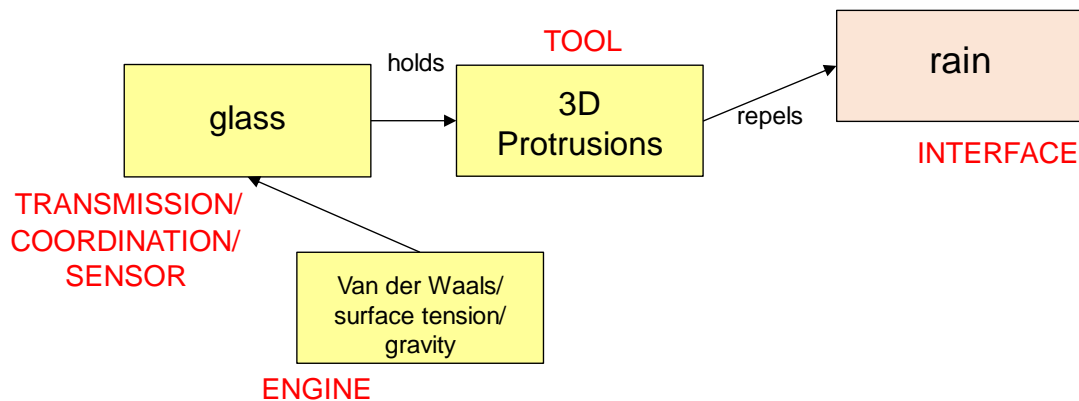 TOOL
rain
holds
glass
3D
Protrusions
repels
INTERFACE
TRANSMISSION/
COORDINATION/
SENSOR
Van der Waals/
surface tension/
gravity
ENGINE